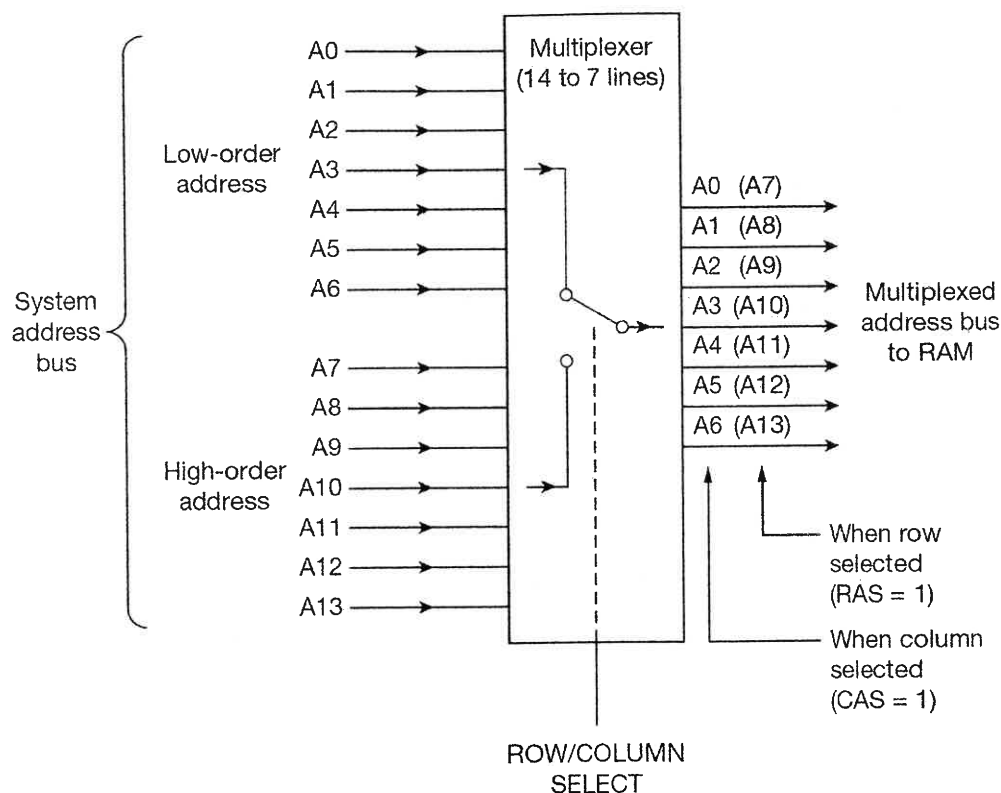 System
address
bus
Low-order
address
High-order
address
A0
A1
A2
A3
A4
A5
A6
A7
A8
A9
A10
A11
A12
A13
Multiplexer
(14 to 7 lines)
A0 (A7)
A1 (A8)
A2 (A9)
A3 (A10)
A4 (A11)
A5 (A12)
A6 (A13)
Multiplexed
address bus
to RAM
When row
selected
(RAS = 1)
When column
selected
(CAS = 1)
ROW/COLUMN
SELECT